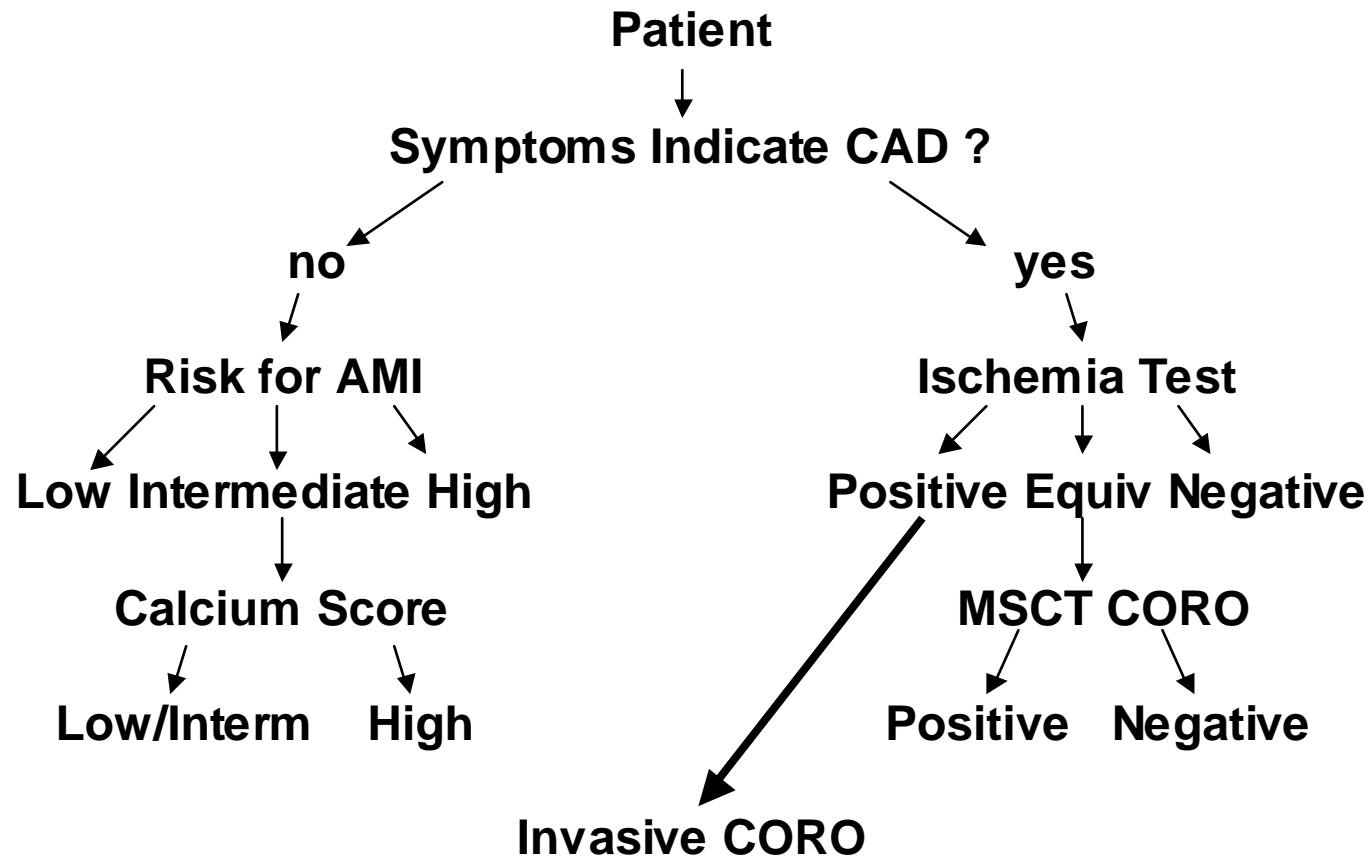 Patient
Symptoms Indicate CAD ?
no
yes
Risk for AMI
Ischemia Test
Low Intermediate High
Positive Equiv Negative
Calcium Score
MSCT CORO
Low/Interm High
Positive Negative
Invasive CORO